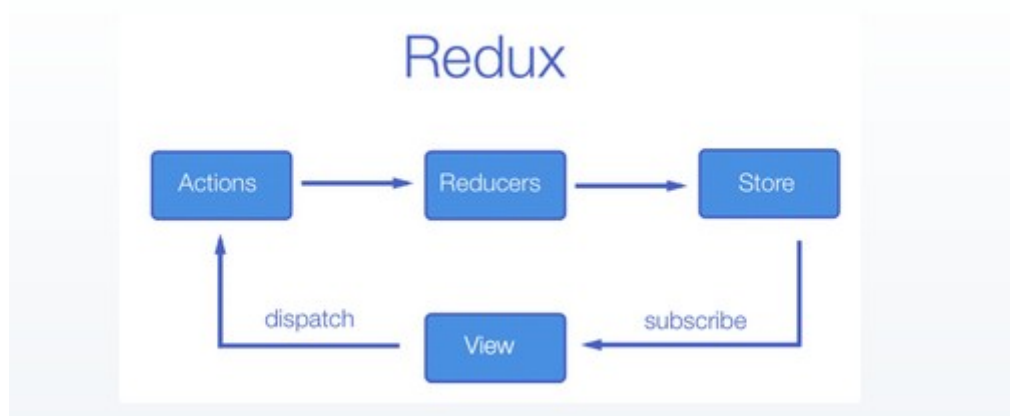 Redux
Actions
Reducers
Store
dispatch
subscribe
View